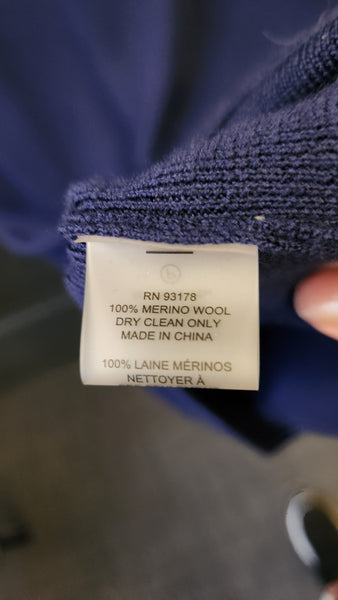 RN 93178
100% MERINO WOOL
DRY CLEAN ONLY
MADE IN CHINA
100% LAINE MÉRINOS
NETTOYER À